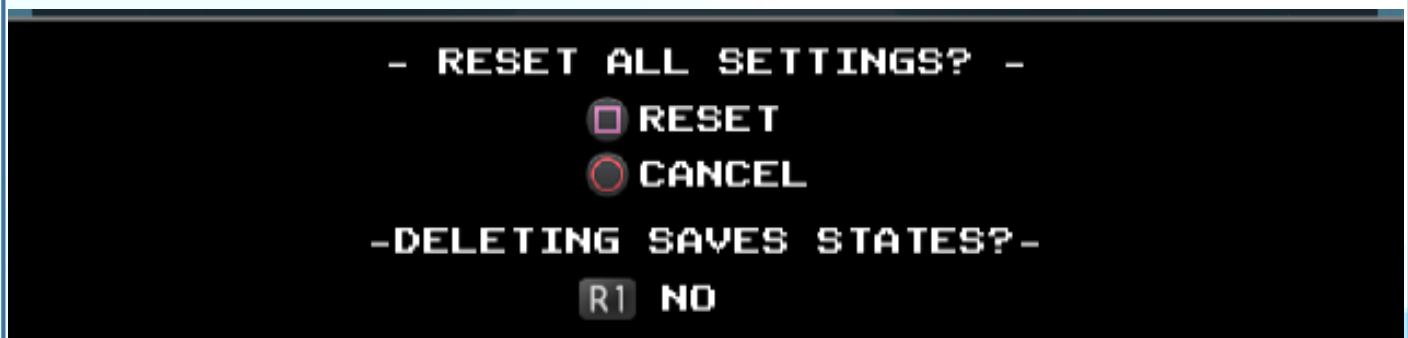 - RESET ALL SETTINGS? -
RESET
CANCEL
-DELETING SAVES STATES?-
R1 NO